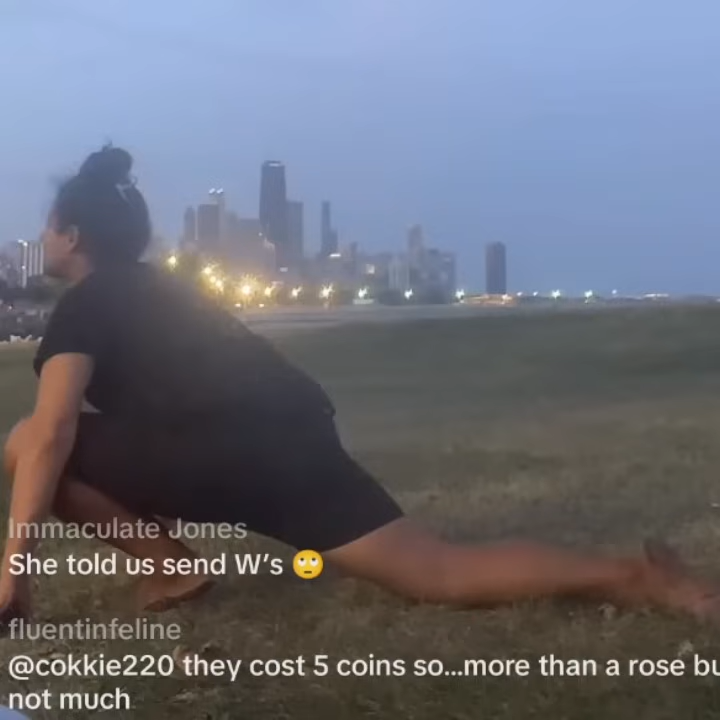 Immaculate Jones
She told us send W’s 🙄
fluentinfeline
@cokkie220 they cost 5 coins so...more than a rose bu
not much